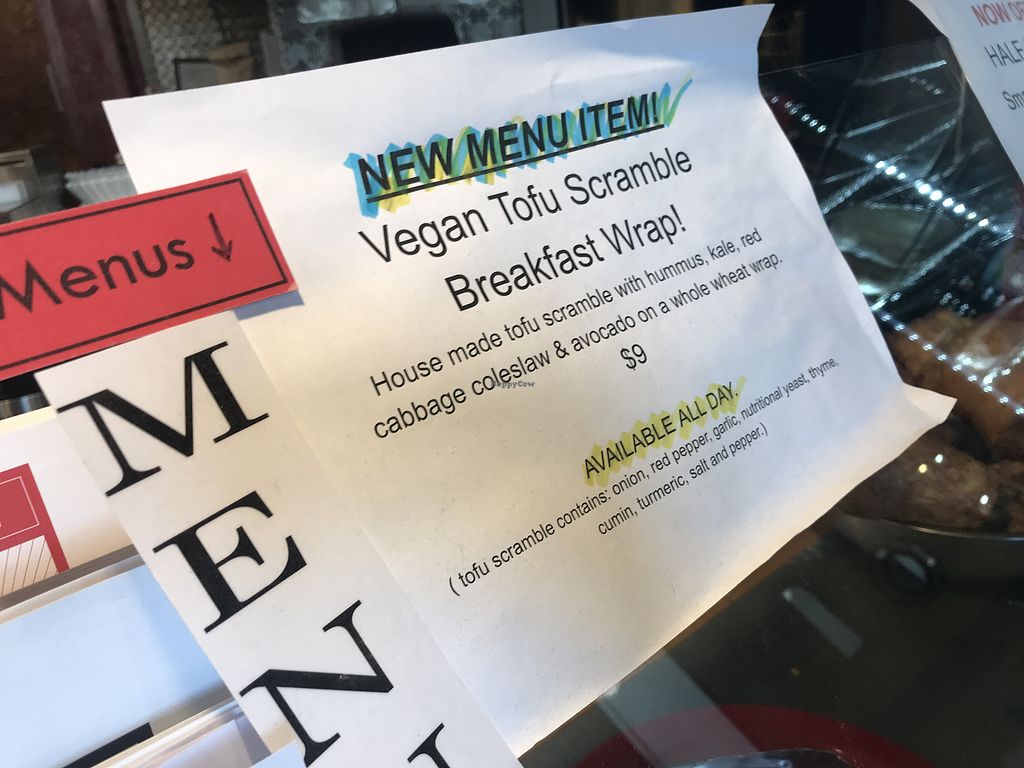 NEW MENU ITEM!
Vegan Tofu Scramble
Breakfast Wrap!
House made tofu scramble with hummus, kale, red
cabbage coleslaw & avocado on a whole wheat wrap.
$9
AVAILABLE ALL DAY.
( tofu scramble contains: onion, red pepper, garlic, nutritional yeast, thyme,
cumin, turmeric, salt and pepper.)
Menus ↓
M
E
N
HappyCow
NOW
HALF